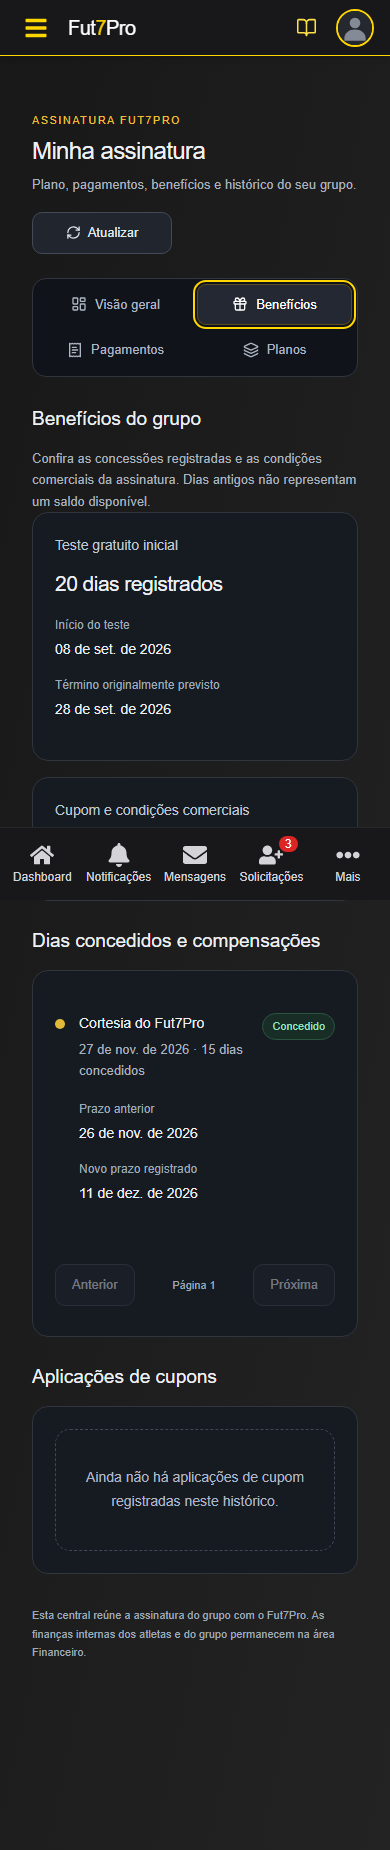 Fut7Pro
ASSINATURA FUT7PRO
Minha assinatura
Plano, pagamentos, benefícios e histórico do seu grupo.
Atualizar
Visão geral
Benefícios
Pagamentos
Planos
Benefícios do grupo
Confira as concessões registradas e as condições
comerciais da assinatura. Dias antigos não representam
um saldo disponível.
Teste gratuito inicial
20 dias registrados
Início do teste
08 de set. de 2026
Término originalmente previsto
28 de set. de 2026
Cupom e condições comerciais
3
Dashboard
Notificações
Mensagens
Solicitações
Mais
Dias concedidos e compensações
Cortesia do Fut7Pro
Concedido
27 de nov. de 2026 · 15 dias
concedidos
Prazo anterior
26 de nov. de 2026
Novo prazo registrado
11 de dez. de 2026
Anterior
Página 1
Próxima
Aplicações de cupons
Ainda não há aplicações de cupom
registradas neste histórico.
Esta central reúne a assinatura do grupo com o Fut7Pro. As
finanças internas dos atletas e do grupo permanecem na área
Financeiro.